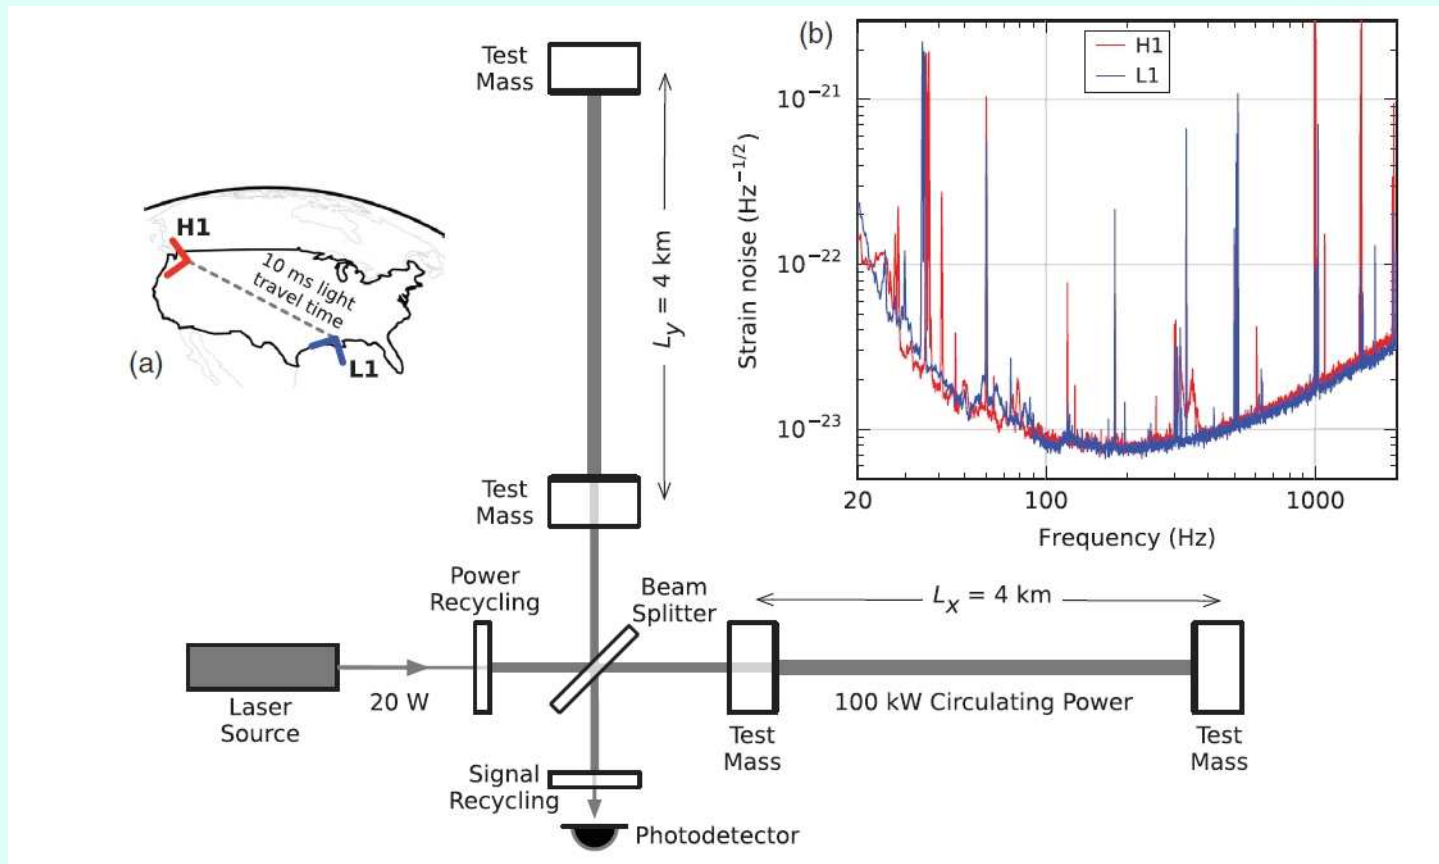 (a)
H1
10 ms light
travel time
L1
Test
Mass
L_y = 4 km
Test
Mass
Power
Recycling
Beam
Splitter
L_x = 4 km
Laser
Source
20 W
100 kW Circulating Power
Test
Mass
Test
Mass
Signal
Recycling
Photodetector
(b)
H1
L1
Strain noise (Hz^{-1/2})
10^{-21}
10^{-22}
10^{-23}
20
100
1000
Frequency (Hz)